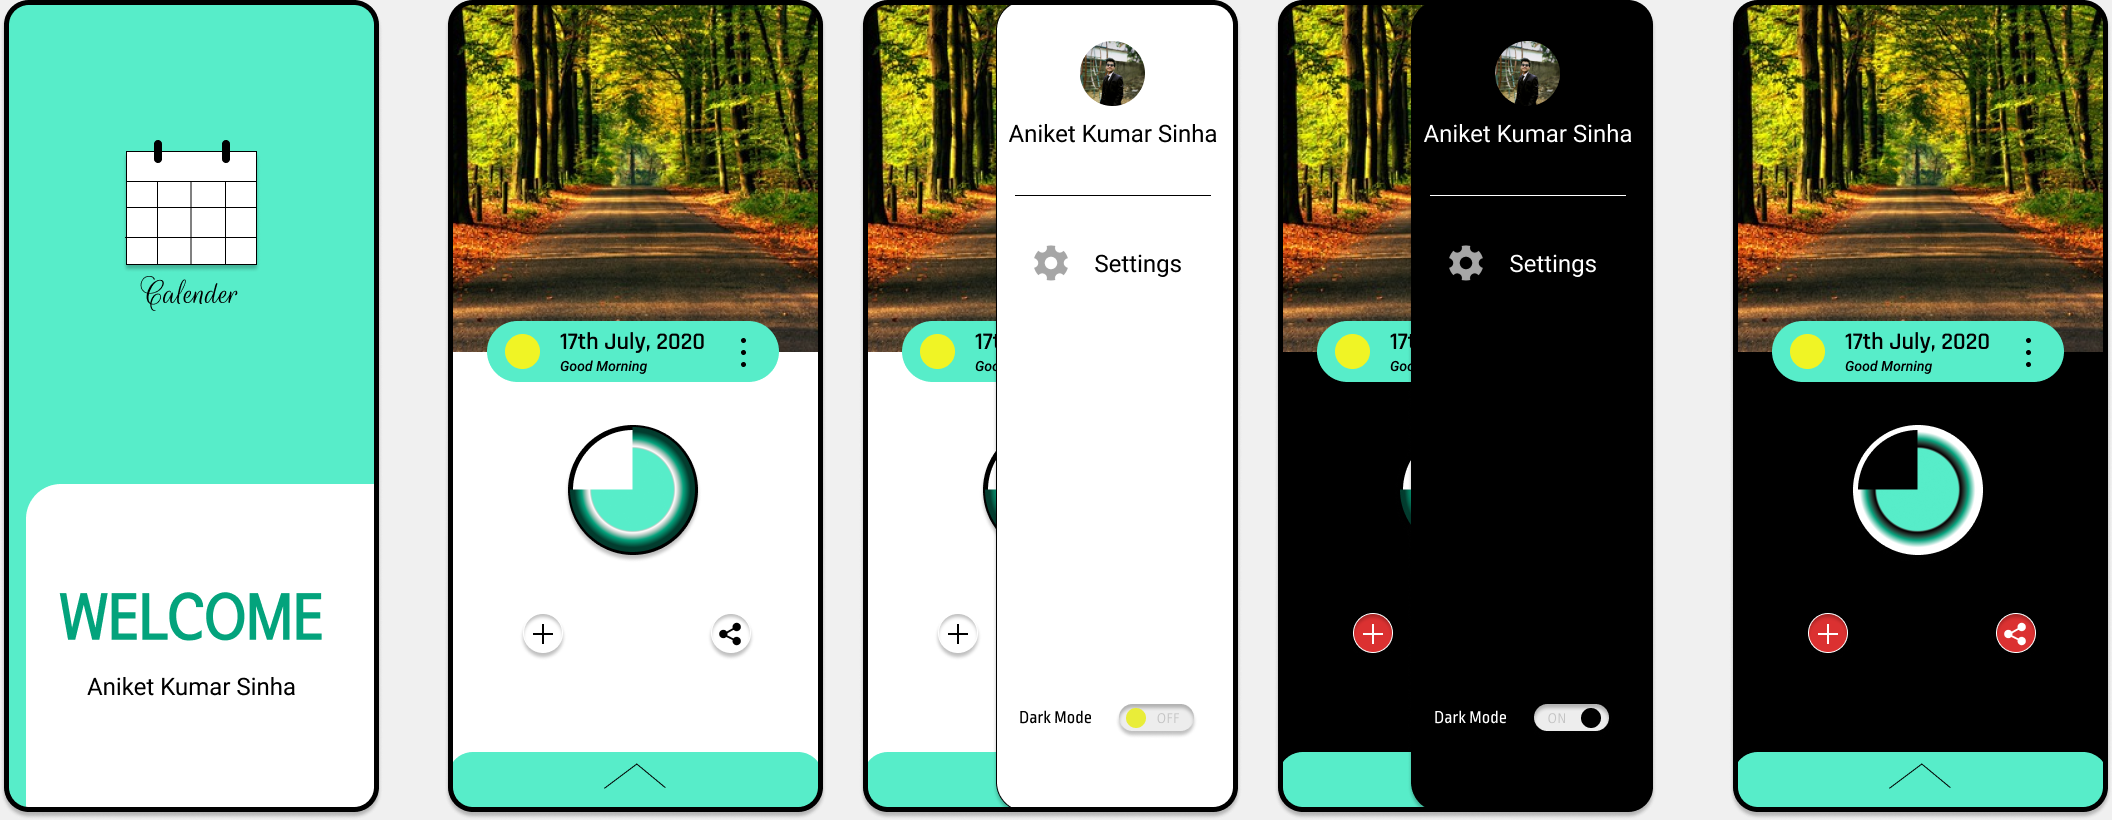 Calender
WELCOME
Aniket Kumar Sinha
17th July, 2020
Good Morning
17t
Goo
Aniket Kumar Sinha
Settings
Dark Mode
OFF
17t
Goo
Aniket Kumar Sinha
Settings
Dark Mode
ON
17th July, 2020
Good Morning